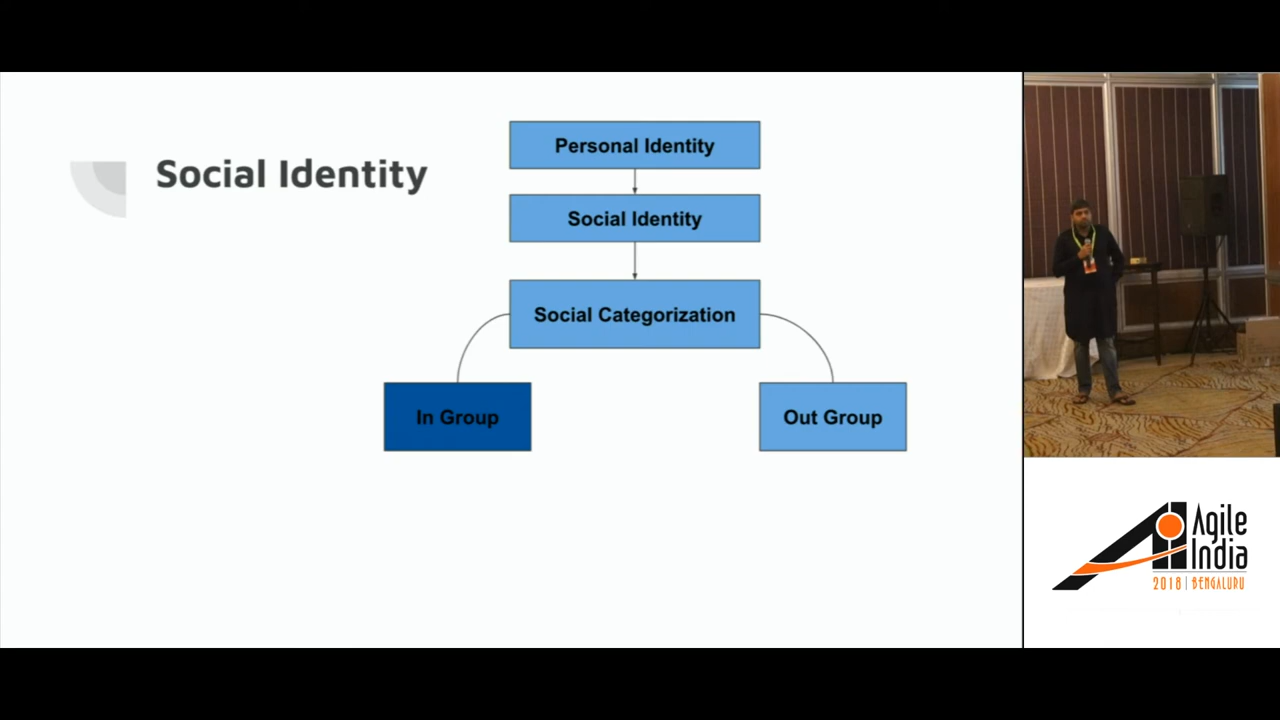 Social Identity
Personal Identity
Social Identity
Social Categorization
In Group
Out Group
Agile
India
2018 | BENGALURU